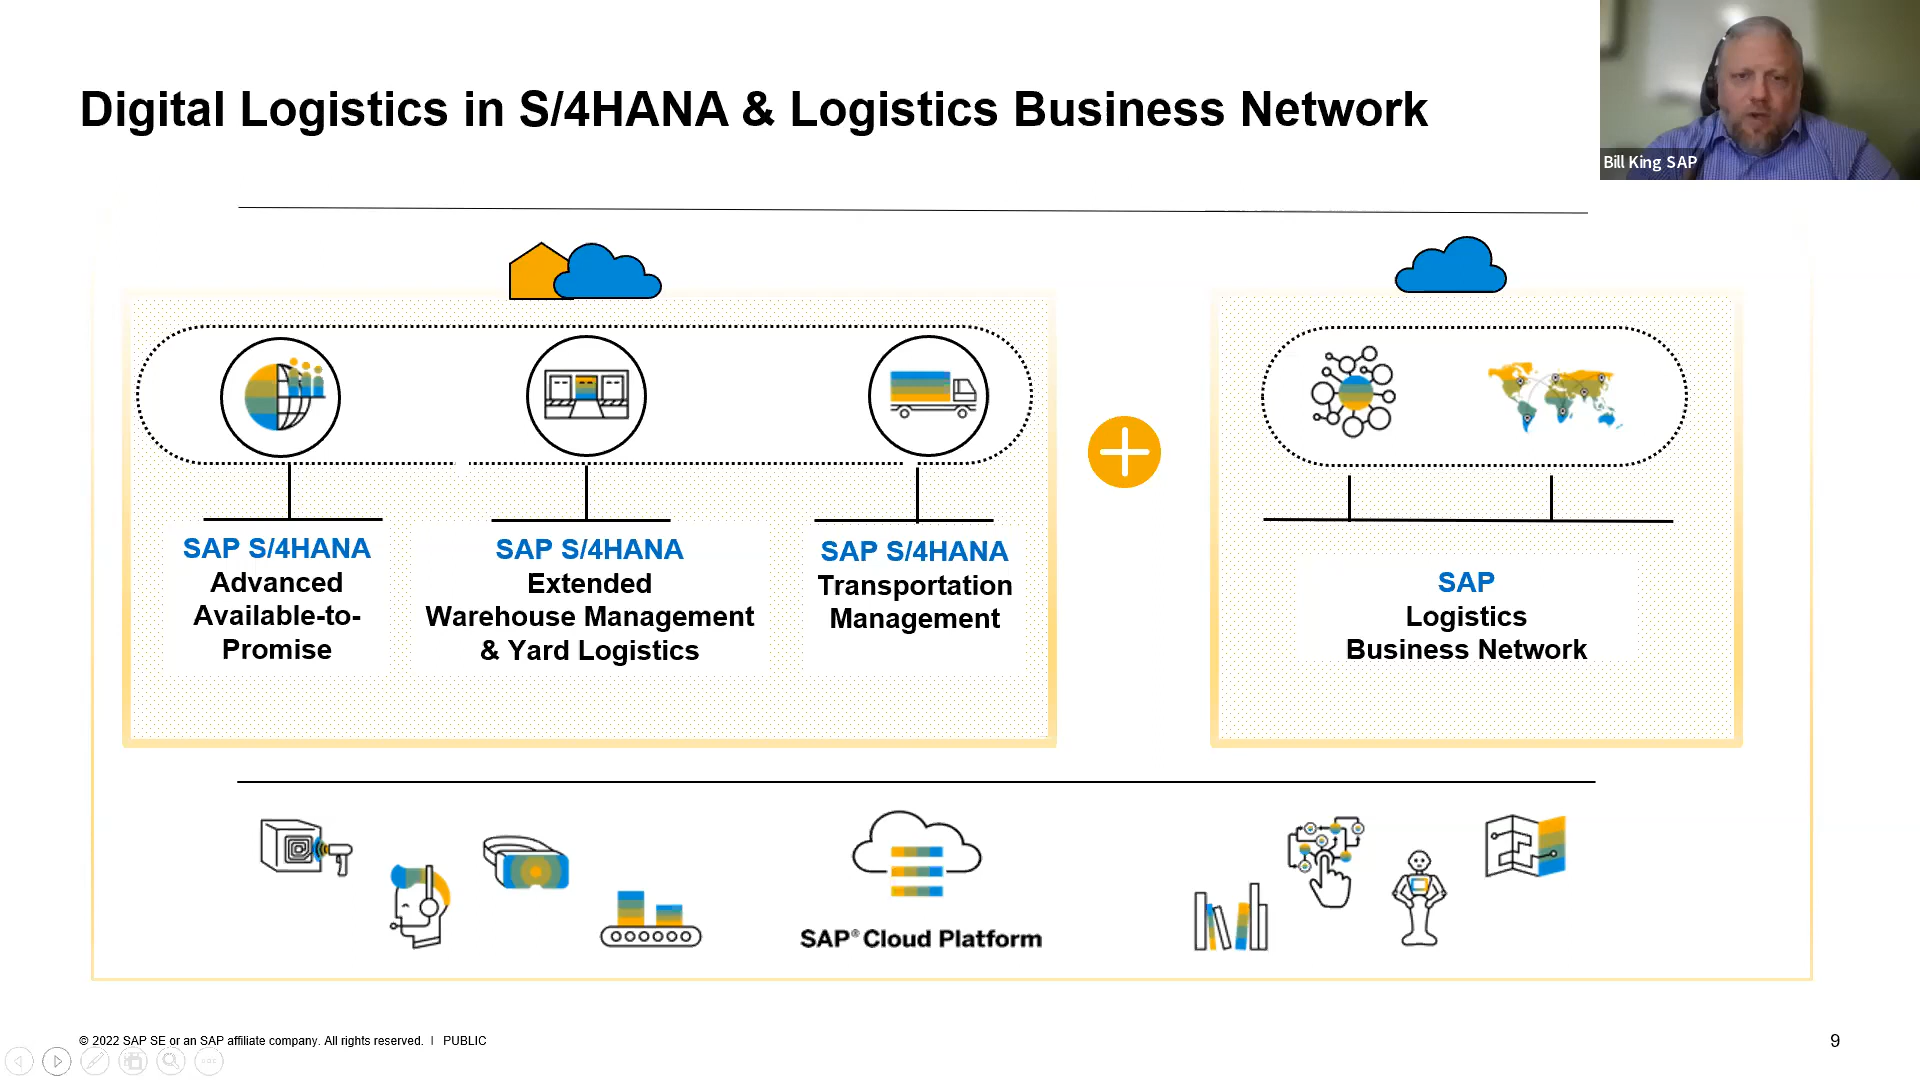 Digital Logistics in S/4HANA & Logistics Business Network
Bill King SAP
SAP S/4HANA
Advanced
Available-to-
Promise
SAP S/4HANA
Extended
Warehouse Management
& Yard Logistics
SAP S/4HANA
Transportation
Management
SAP
Logistics
Business Network
SAP® Cloud Platform
© 2022 SAP SE or an SAP affiliate company. All rights reserved. I PUBLIC
9